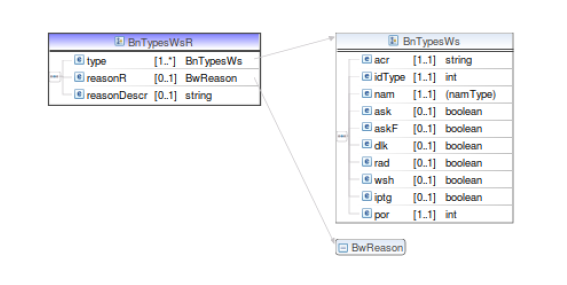 BnTypesWsR
type [1..*] BnTypesWs
reasonR [0..1] BwReason
reasonDescr [0..1] string
BnTypesWs
acr [1..1] string
idType [1..1] int
nam [1..1] (namType)
ask [0..1] boolean
askF [0..1] boolean
dlk [0..1] boolean
rad [0..1] boolean
wsh [0..1] boolean
iptg [0..1] boolean
por [1..1] int
BwReason